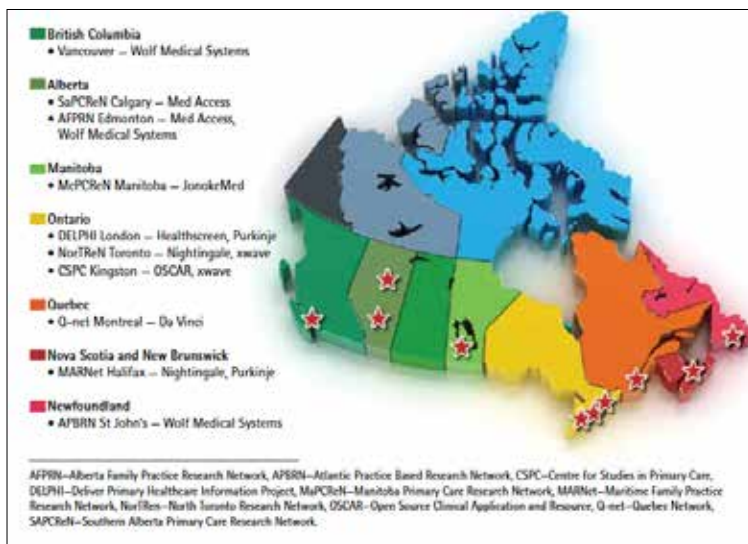 British Columbia
• Vancouver – Wolf Medical Systems
Alberta
• SaPCReN Calgary – Med Access
• AFPRN Edmonton – Med Access,
Wolf Medical Systems
Manitoba
• McPCReN Manitoba – JonokeMed
Ontario
• DELPHI London – Healthscreen, Purkinje
• NorTReN Toronto – Nightingale, xwave
• CSPC Kingston – OSCAR, xwave
Quebec
• Q-net Montreal – Da Vinci
Nova Scotia and New Brunswick
• MARNet Halifax – Nightingale, Purkinje
Newfoundland
• APBRN St John's – Wolf Medical Systems
AFPRN—Alberta Family Practice Research Network, APBRN—Atlantic Practice Based Research Network, CSPC—Centre for Studies in Primary Care,
DELPHI—Deliver Primary Healthcare Information Project, MaPCReN—Manitoba Primary Care Research Network, MARNet—Maritime Family Practice
Research Network, NorTRen—North Toronto Research Network, OSCAR—Open Source Clinical Application and Resource, Q-net—Quebec Network,
SAPCReN—Southern Alberta Primary Care Research Network.